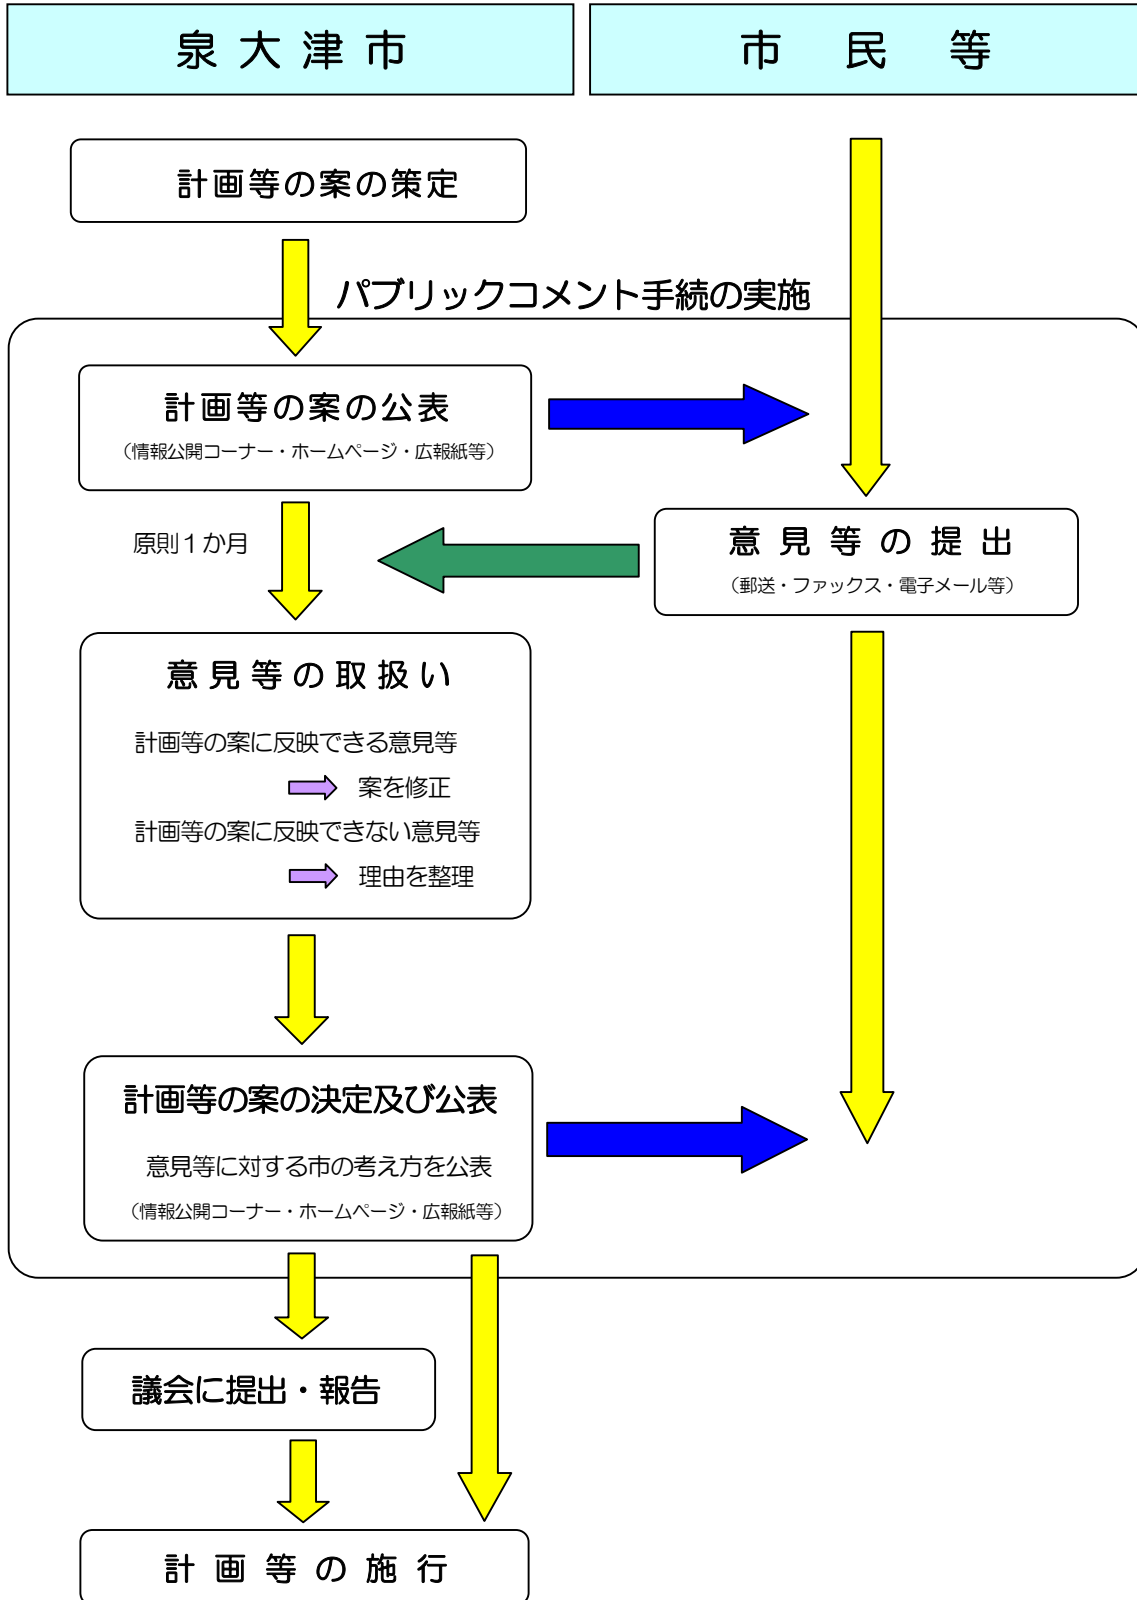 泉大津市
市民等
計画等の案の策定
パブリックコメント手続の実施
計画等の案の公表
（情報公開コーナー・ホームページ・広報紙等）
原則１か月
意見等の提出
（郵送・ファックス・電子メール等）
意見等の取扱い
計画等の案に反映できる意見等
案を修正
計画等の案に反映できない意見等
理由を整理
計画等の案の決定及び公表
意見等に対する市の考え方を公表
（情報公開コーナー・ホームページ・広報紙等）
議会に提出・報告
計画等の施行